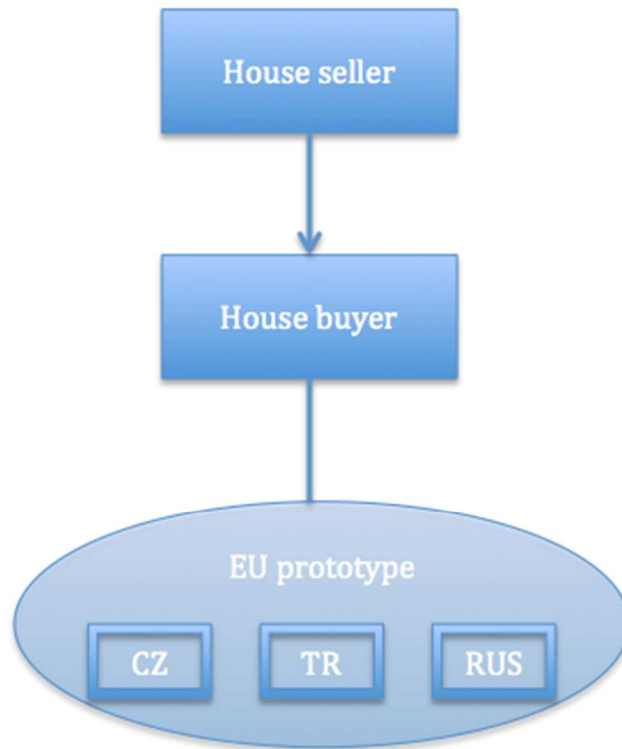 House seller
House buyer
EU prototype
CZ
TR
RUS